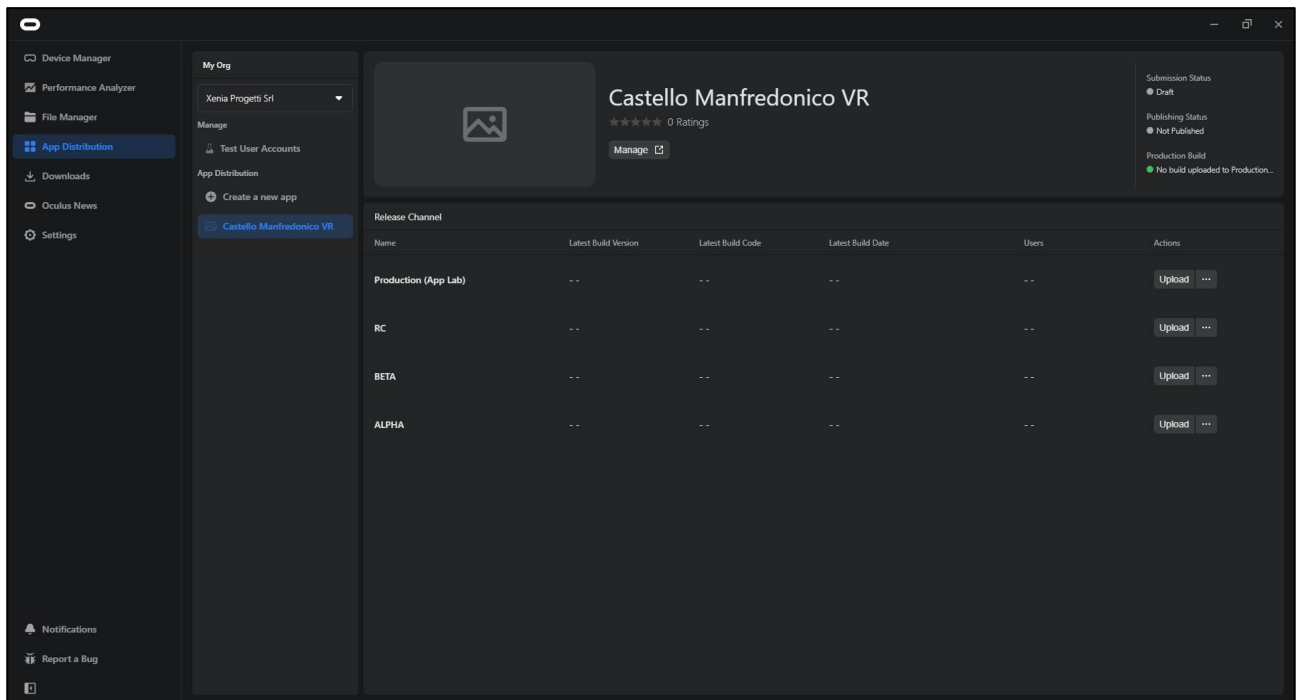 Device Manager
Performance Analyzer
File Manager
App Distribution
Downloads
Oculus News
Settings
Notifications
Report a Bug
My Org
Xenia Progetti Srl
Manage
Test User Accounts
App Distribution
Create a new app
Castello Manfredonico VR
Castello Manfredonico VR
0 Ratings
Manage
Submission Status
Draft
Publishing Status
Not Published
Production Build
No build uploaded to Production...
Release Channel
Name Latest Build Version Latest Build Code Latest Build Date Users Actions
Production (App Lab) -- -- -- -- Upload ...
RC -- -- -- -- Upload ...
BETA -- -- -- -- Upload ...
ALPHA -- -- -- -- Upload ...